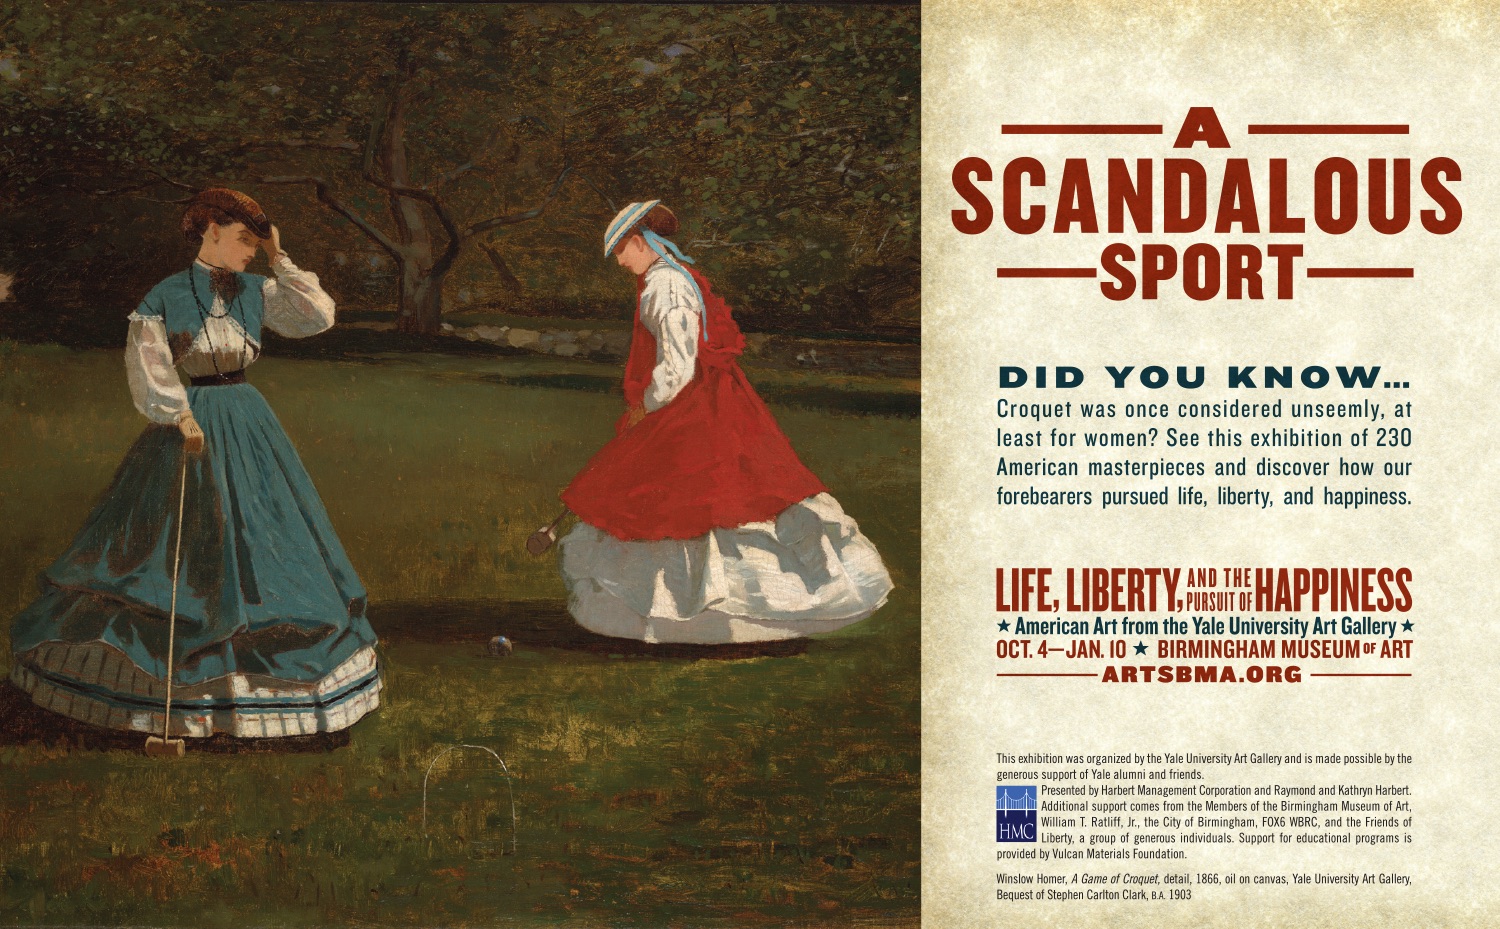 A
SCANDALOUS
SPORT
DID YOU KNOW...
Croquet was once considered unseemly, at
least for women? See this exhibition of 230
American masterpieces and discover how our
forebearers pursued life, liberty, and happiness.
LIFE, LIBERTY, AND THE PURSUIT OF HAPPINESS
★ American Art from the Yale University Art Gallery ★
OCT. 4—JAN. 10 ★ BIRMINGHAM MUSEUM OF ART
ARTSBMA.ORG
This exhibition was organized by the Yale University Art Gallery and is made possible by the
generous support of Yale alumni and friends.
HMC
Presented by Harbert Management Corporation and Raymond and Kathryn Harbert.
Additional support comes from the Members of the Birmingham Museum of Art,
William T. Ratliff, Jr., the City of Birmingham, FOX6 WBRC, and the Friends of
Liberty, a group of generous individuals. Support for educational programs is
provided by Vulcan Materials Foundation.
Winslow Homer, A Game of Croquet, detail, 1866, oil on canvas, Yale University Art Gallery,
Bequest of Stephen Carlton Clark, B.A. 1903